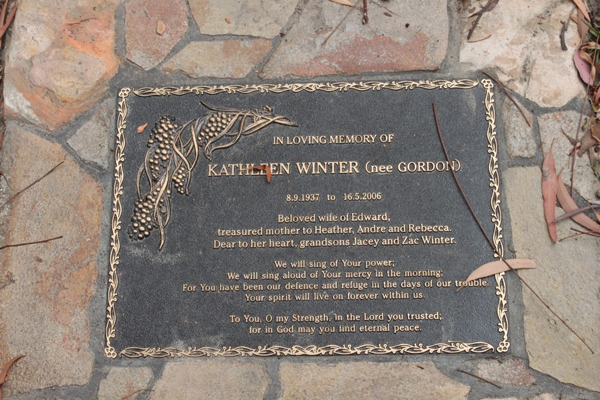 IN LOVING MEMORY OF
KATHLEEN WINTER (nee GORDON)
8.9.1937 to 16.5.2006
Beloved wife of Edward,
treasured mother to Heather, Andre and Rebecca.
Dear to her heart, grandsons Jacey and Zac Winter.
We will sing of Your power;
We will sing aloud of Your mercy in the morning;
For You have been our defence and refuge in the days of our trouble.
Your spirit will live on forever within us.
To You, O my Strength, in the Lord you trusted;
for in God may you find eternal peace.